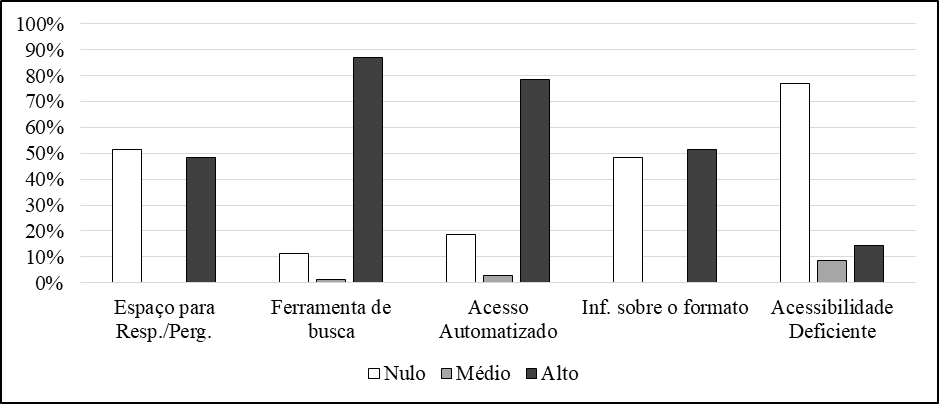 100%
90%
80%
70%
60%
50%
40%
30%
20%
10%
0%
Espaço para Resp./Perg.
Ferramenta de busca
Acesso Automatizado
Inf. sobre o formato
Acessibilidade Deficiente
Nulo
Médio
Alto